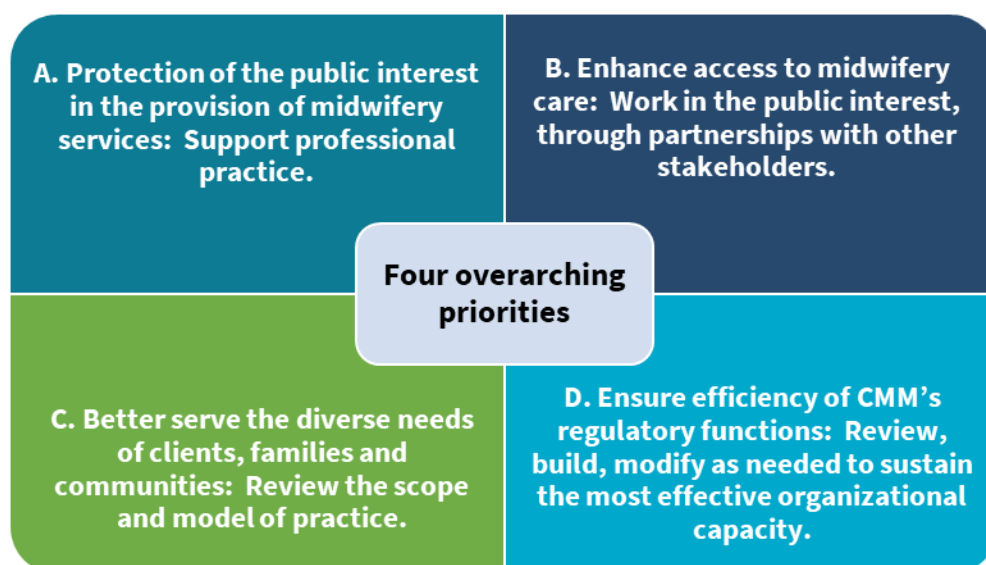 A. Protection of the public interest
in the provision of midwifery
services:  Support professional
practice.
B. Enhance access to midwifery
care:  Work in the public interest,
through partnerships with other
stakeholders.
Four overarching
priorities
C. Better serve the diverse needs
of clients, families and
communities:  Review the scope
and model of practice.
D. Ensure efficiency of CMM’s
regulatory functions:  Review,
build, modify as needed to sustain
the most effective organizational
capacity.